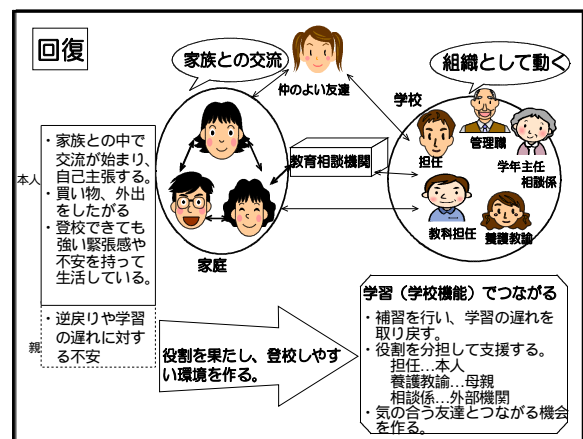 回復
家族との交流
仲のよい友達
組織として動く
学校
管理職
担任
学年主任
相談係
教育相談機関
教科担任
養護教諭
家庭
本人
・家族との中で
交流が始まり、
自己主張する。
・買い物、外出
をしたがる
・登校できても
強い緊張感や
不安を持って
生活している。
親
・逆戻りや学習
の遅れに対す
る不安
役割を果たし、登校しやす
い環境を作る。
学習（学校機能）でつながる
・補習を行い、学習の遅れを
取り戻す。
・役割を分担して支援する。
担任…本人
養護教諭…母親
相談係…外部機関
・気の合う友達とつながる機会
を作る。